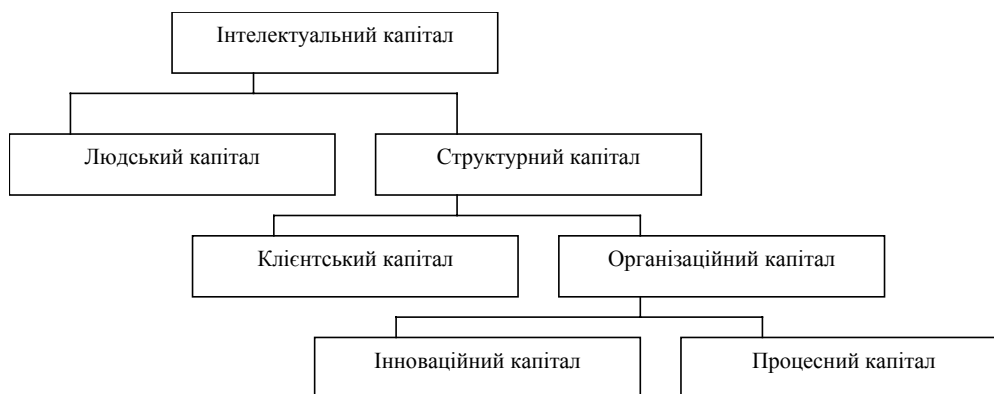 Інтелектуальний капітал
Людський капітал
Структурний капітал
Клієнтський капітал
Організаційний капітал
Інноваційний капітал
Процесний капітал